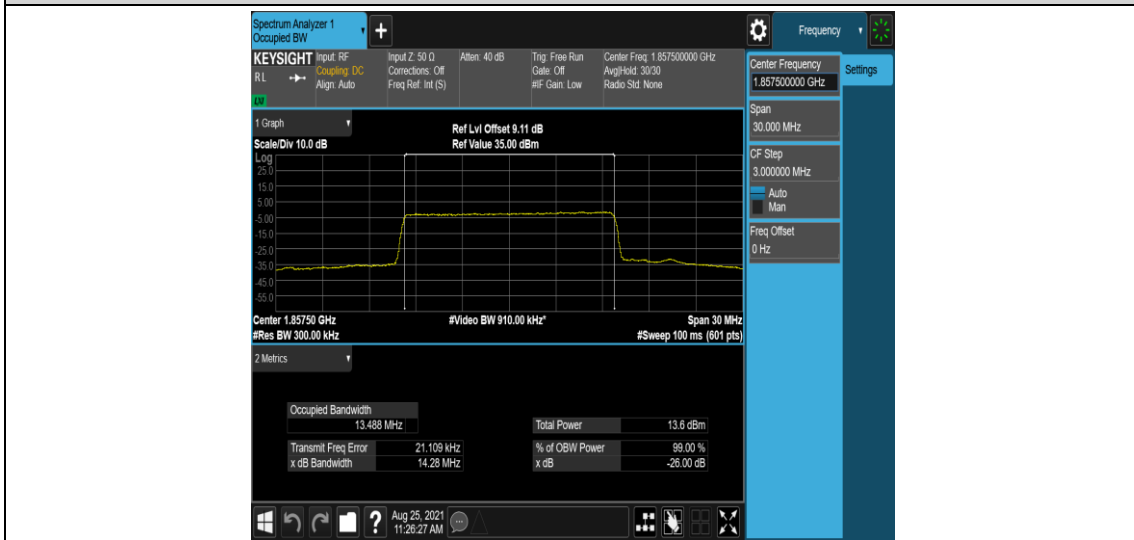 Spectrum Analyzer 1
Occupied BW
+
Frequency
KEYSIGHT
RL
LXI
Input: RF
Coupling: DC
Align: Auto
Input Z: 50 Ω
Corrections: Off
Freq Ref: Int (S)
Atten: 40 dB
Trig: Free Run
Gate: Off
#IF Gain: Low
Center Freq: 1.857500000 GHz
Avg|Hold: 30/30
Radio Std: None
Center Frequency
1.857500000 GHz
Settings
Span
30.000 MHz
CF Step
3.000000 MHz
Auto
Man
Freq Offset
0 Hz
1 Graph
Scale/Div 10.0 dB
Ref Lvl Offset 9.11 dB
Ref Value 35.00 dBm
Log
25.0
15.0
5.00
-5.00
-15.0
-25.0
-35.0
-45.0
-55.0
Center 1.85750 GHz
#Video BW 910.00 kHz*
Span 30 MHz
#Res BW 300.00 kHz
#Sweep 100 ms (601 pts)
2 Metrics
Occupied Bandwidth
13.488 MHz
Total Power 13.6 dBm
Transmit Freq Error 21.109 kHz
% of OBW Power 99.00 %
x dB Bandwidth 14.28 MHz
x dB -26.00 dB
?
Aug 25, 2021
11:26:27 AM